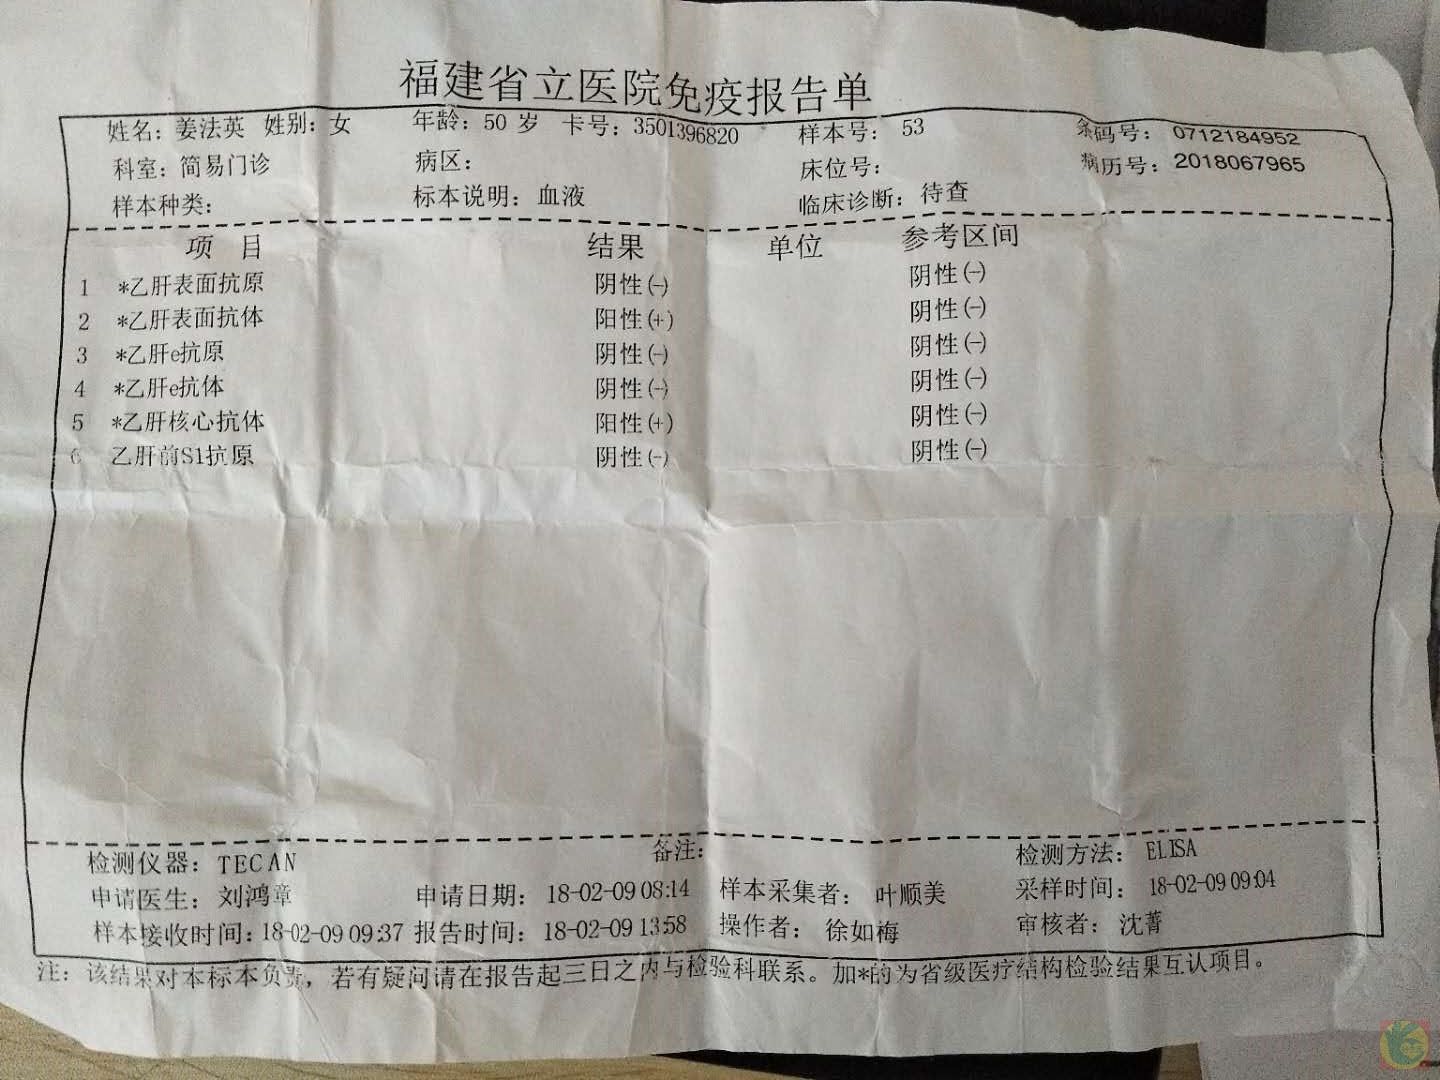 福建省立医院免疫报告单
姓名：姜法英 姓别：女 年龄：50 岁 卡号：3501396820 样本号：53 条码号：0712184952
科室：简易门诊 病区： 床位号： 病历号：2018067965
样本种类： 标本说明：血液 临床诊断：待查
项 目 结果 单位 参考区间
1 *乙肝表面抗原 阴性(-) 阴性(-)
2 *乙肝表面抗体 阳性(+) 阴性(-)
3 *乙肝e抗原 阴性(-) 阴性(-)
4 *乙肝e抗体 阴性(-) 阴性(-)
5 *乙肝核心抗体 阳性(+) 阴性(-)
6 乙肝前S1抗原 阴性(-) 阴性(-)
检测仪器：TECAN 备注： 检测方法：ELISA
申请医生：刘鸿章 申请日期：18-02-09 08:14 样本采集者：叶顺美 采样时间：18-02-09 09:04
样本接收时间：18-02-09 09:37 报告时间：18-02-09 13:58 操作者：徐如梅 审核者：沈菁
注：该结果对本标本负责，若有疑问请在报告起三日之内与检验科联系。加*的为省级医疗结构检验结果互认项目。